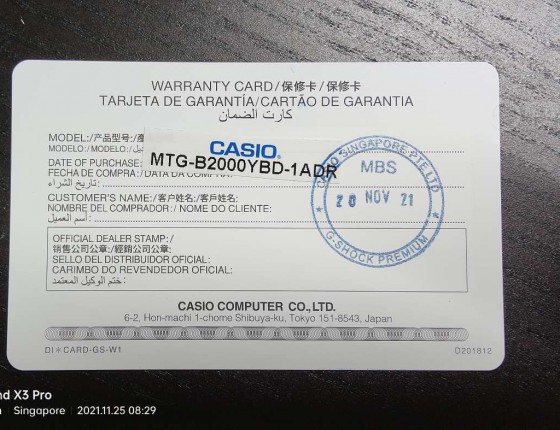 WARRANTY CARD/保修卡/保修卡
TARJETA DE GARANTÍA/CARTÃO DE GARANTIA
كارت الضمان
MODEL:/产品型号:/產
MODELO:/MODELO:
CASIO®
MTG-B2000YBD-1ADR
DATE OF PURCHASE:
FECHA DE COMPRA:/DATA DA COMPRA:
تاريخ الشراء:
CUSTOMER'S NAME:/客户姓名:/客戶姓名:
NOMBRE DEL COMPRADOR:/NOME DO CLIENTE:
أسم العميل:
CASIO SINGAPORE PTE LTD
MBS
20 NOV 21
G-SHOCK PREMIUM
OFFICIAL DEALER STAMP:/
销售公司公章:/經銷公司公章:
SELLO DEL DISTRIBUIDOR OFICIAL:
CARIMBO DO REVENDEDOR OFICIAL:
ختم الوكيل المعتمد:
CASIO COMPUTER CO.,LTD.
6-2, Hon-machi 1-chome Shibuya-ku, Tokyo 151-8543, Japan
DI＊CARD-GS-W1
D201812
X3 Pro
Singapore 2021.11.25 08:29